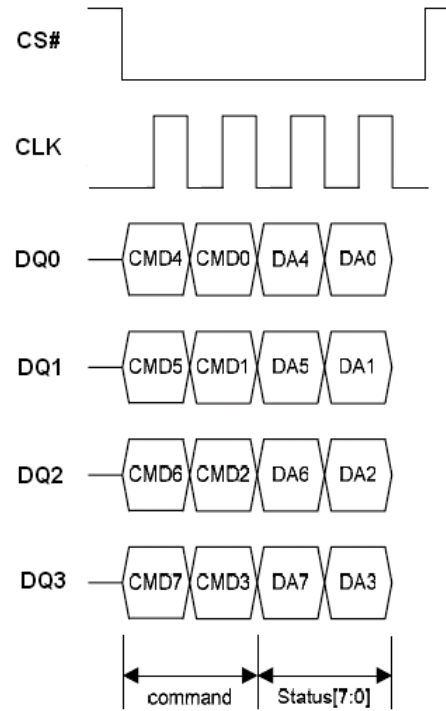 CS#
CLK
DQ0 CMD4 CMD0 DA4 DA0
DQ1 CMD5 CMD1 DA5 DA1
DQ2 CMD6 CMD2 DA6 DA2
DQ3 CMD7 CMD3 DA7 DA3
command Status[7:0]